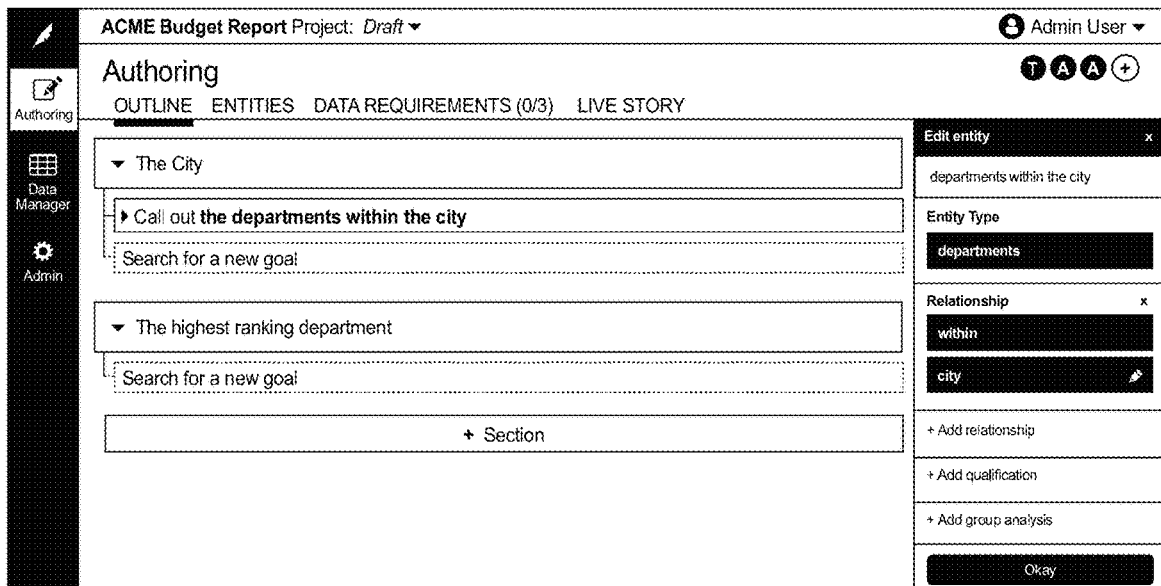 ACME Budget Report Project: Draft
Admin User
Authoring
T A A +
Authoring
OUTLINE ENTITIES DATA REQUIREMENTS (0/3) LIVE STORY
Data
Manager
Admin
The City
Call out the departments within the city
Search for a new goal
The highest ranking department
Search for a new goal
+ Section
Edit entity x
departments within the city
Entity Type
departments
Relationship x
within
city
+ Add relationship
+ Add qualification
+ Add group analysis
Okay